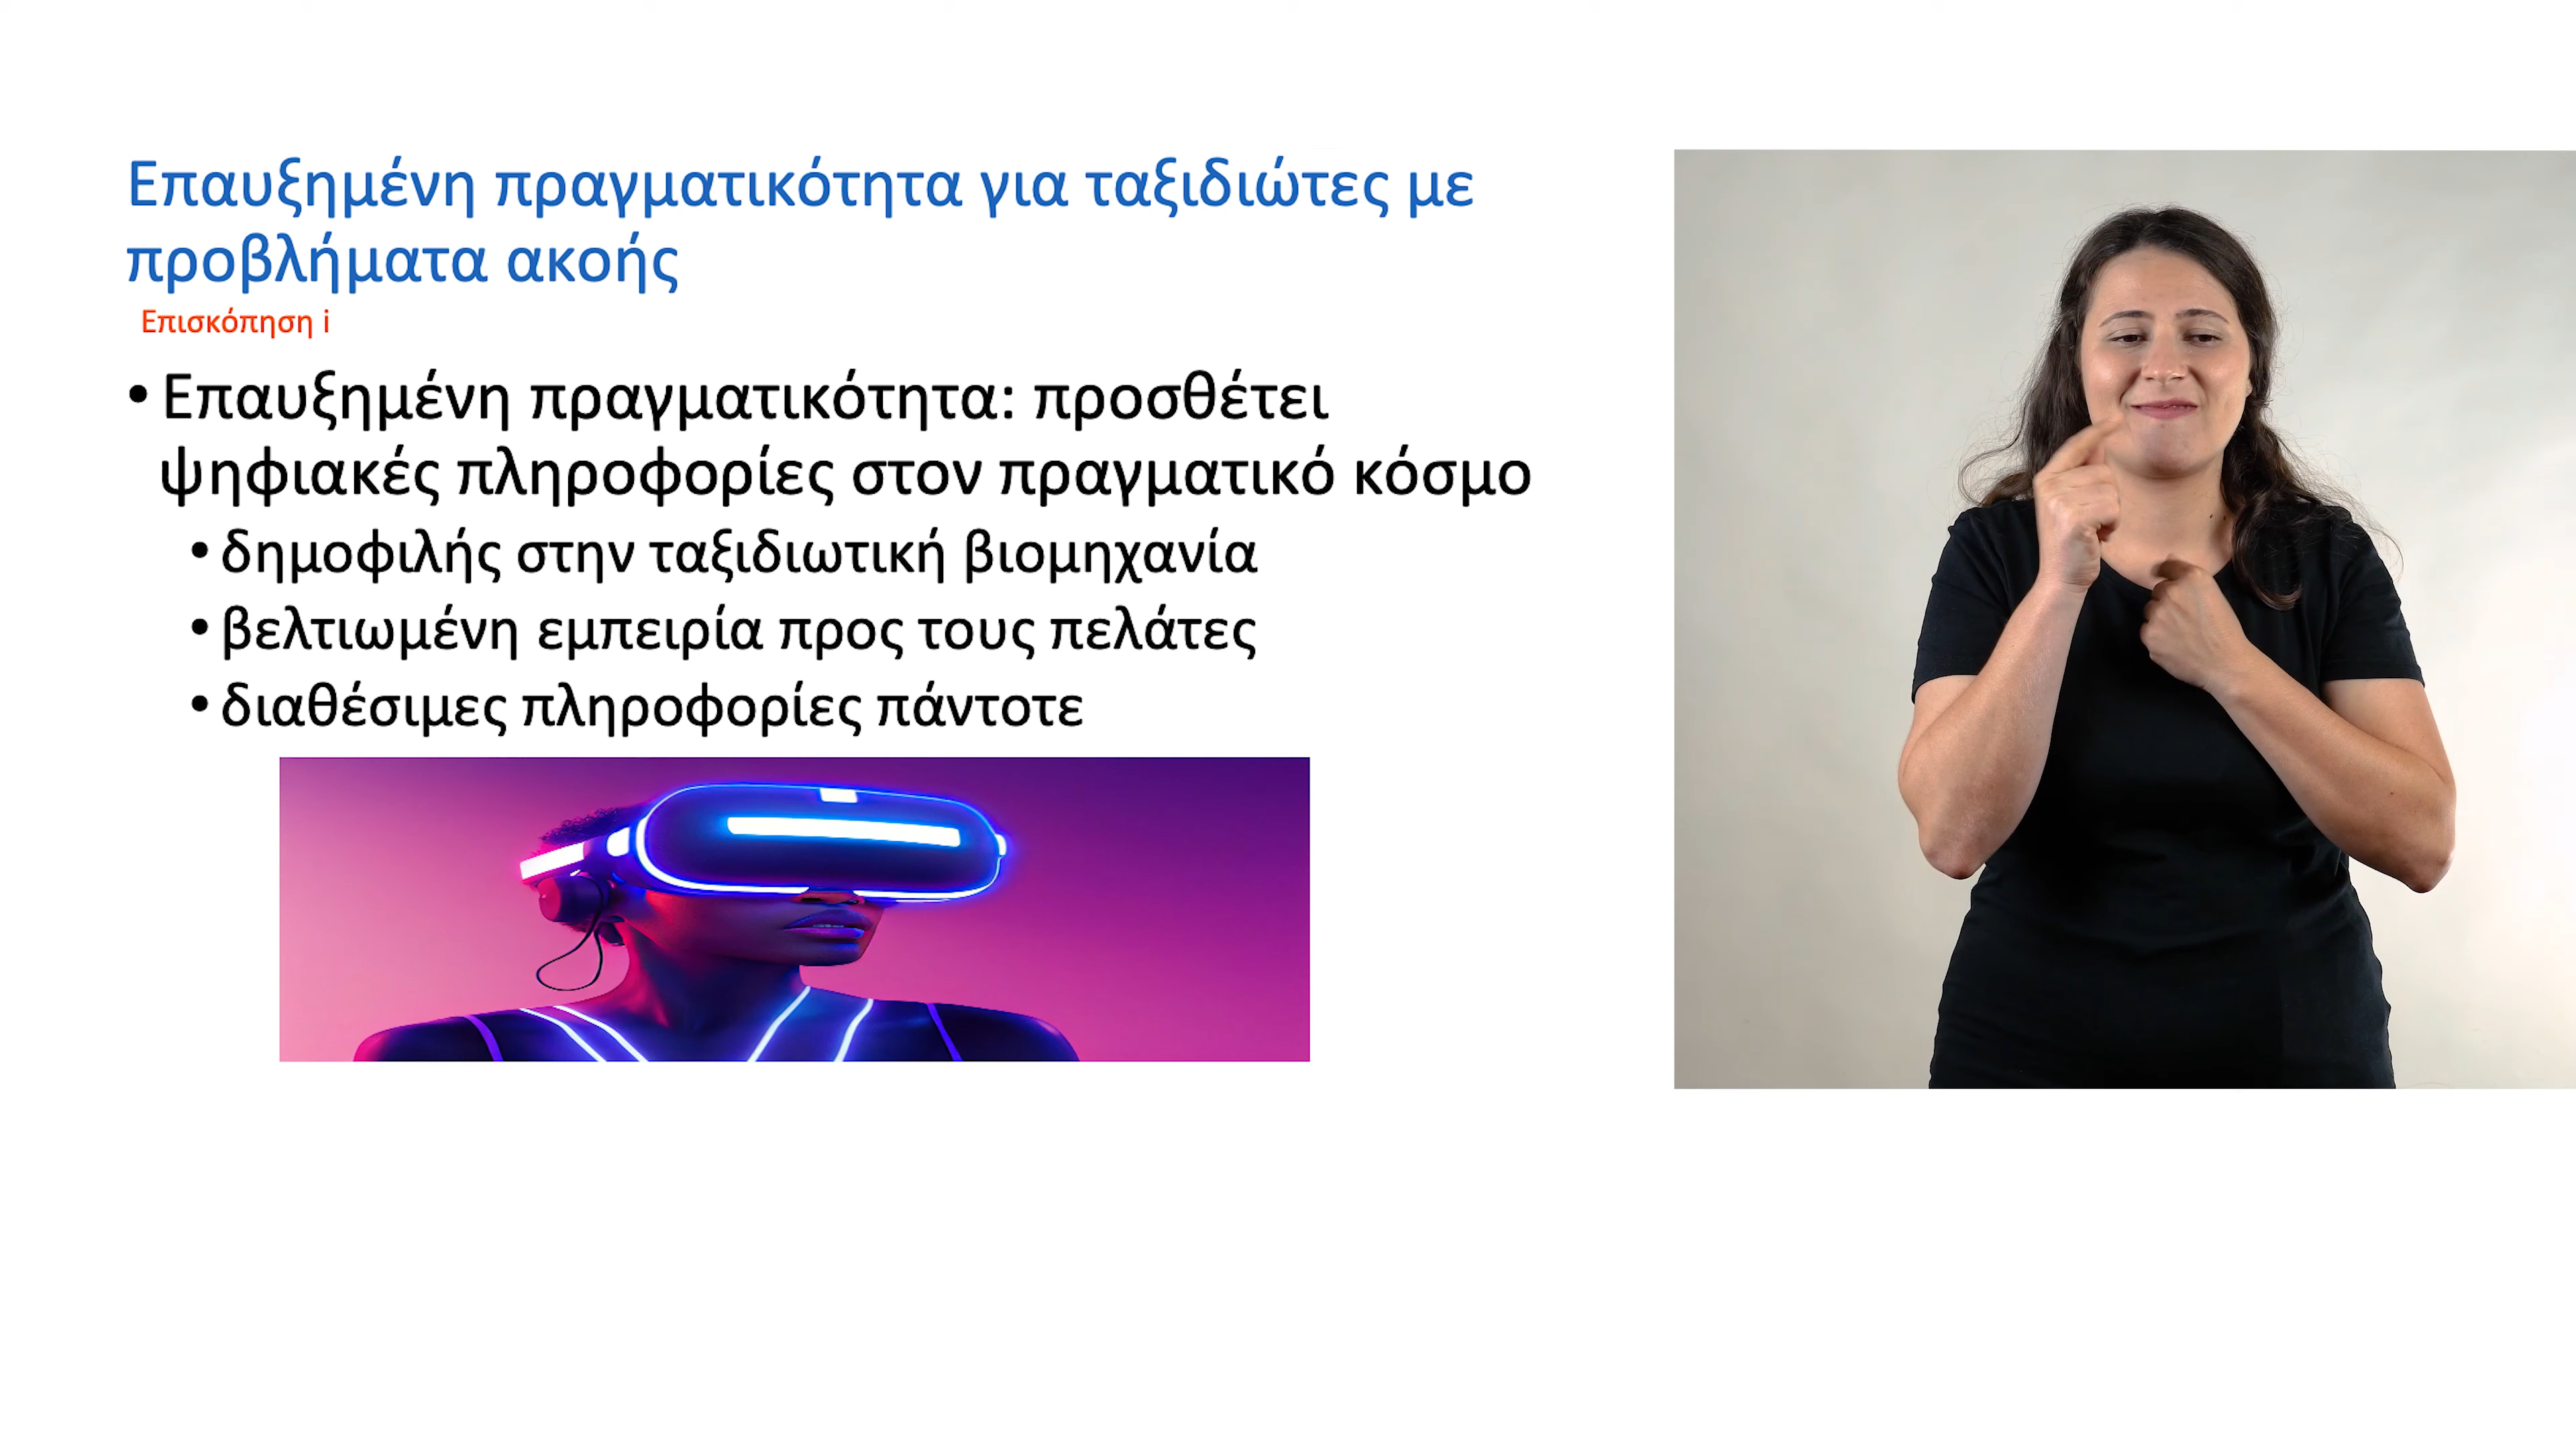 Επαυξημένη πραγματικότητα για ταξιδιώτες με
προβλήματα ακοής
Επισκόπηση i
• Επαυξημένη πραγματικότητα: προσθέτει
ψηφιακές πληροφορίες στον πραγματικό κόσμο
• δημοφιλής στην ταξιδιωτική βιομηχανία
• βελτιωμένη εμπειρία προς τους πελάτες
• διαθέσιμες πληροφορίες πάντοτε